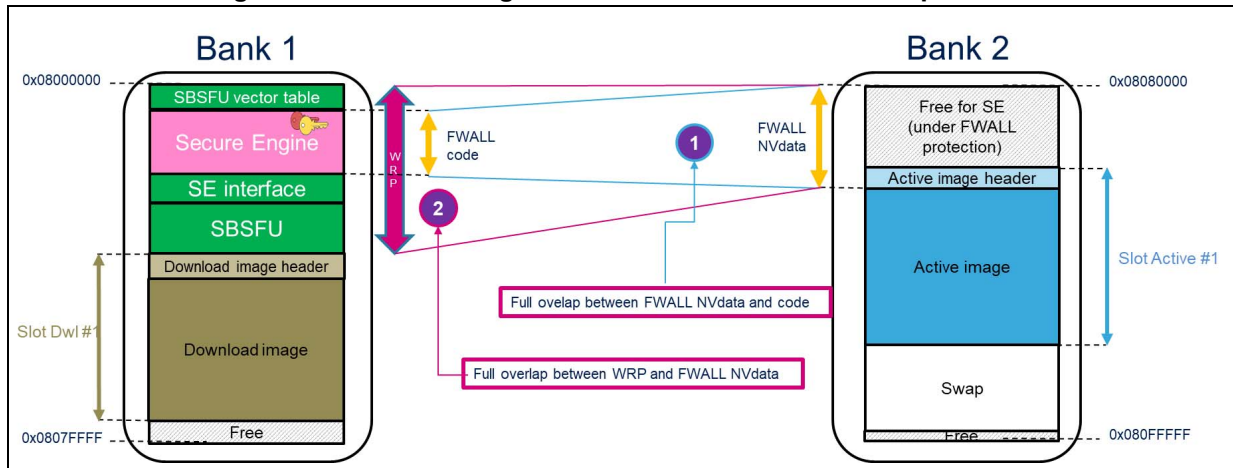 Bank 1
Bank 2
0x08000000
0x08080000
SBSFU vector table
Secure Engine
SE interface
SBSFU
Download image header
Download image
Free
Slot Dwl #1
0x0807FFFF
WRP
FWALL
code
1
2
FWALL
NVdata
Full ovelap between FWALL NVdata and code
Full overlap between WRP and FWALL NVdata
Free for SE
(under FWALL
protection)
Active image header
Active image
Slot Active #1
Swap
Free
0x080FFFFF